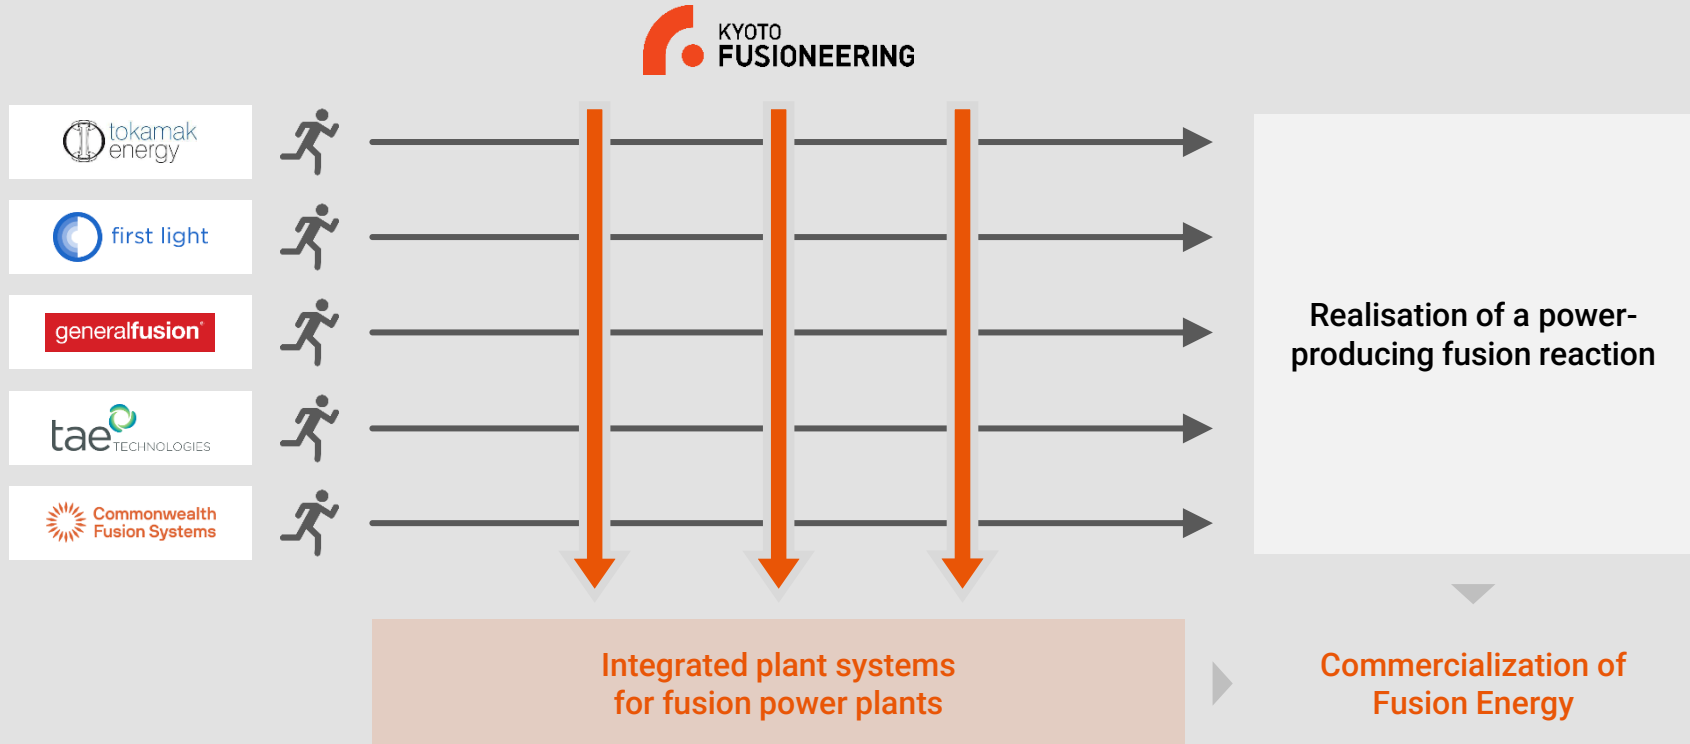 KYOTO
FUSIONEERING
tokamak
energy
first light
generalfusion
tae TECHNOLOGIES
Commonwealth
Fusion Systems
Realisation of a power-
producing fusion reaction
Integrated plant systems
for fusion power plants
Commercialization of
Fusion Energy